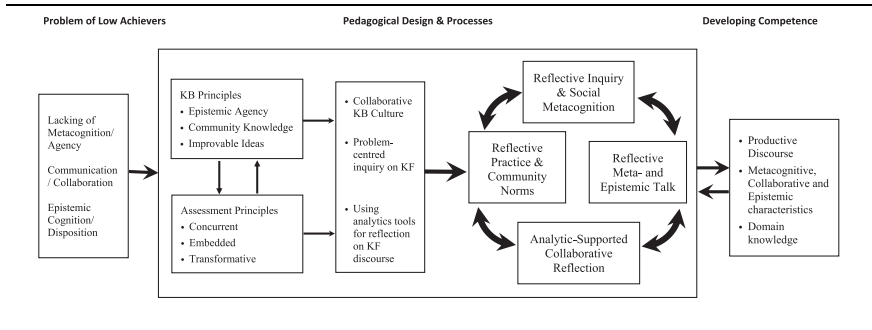 Problem of Low Achievers
Pedagogical Design & Processes
Developing Competence
Lacking of
Metacognition/
Agency
Communication
/ Collaboration
Epistemic
Cognition/
Disposition
KB Principles
• Epistemic Agency
• Community Knowledge
• Improvable Ideas
Assessment Principles
• Concurrent
• Embedded
• Transformative
• Collaborative
KB Culture
• Problem-
centred
inquiry on KF
• Using
analytics tools
for reflection
on KF
discourse
Reflective Inquiry
& Social
Metacognition
Reflective
Practice &
Community
Norms
Reflective
Meta- and
Epistemic Talk
Analytic-Supported
Collaborative
Reflection
• Productive
Discourse
• Metacognitive,
Collaborative and
Epistemic
characteristics
• Domain
knowledge